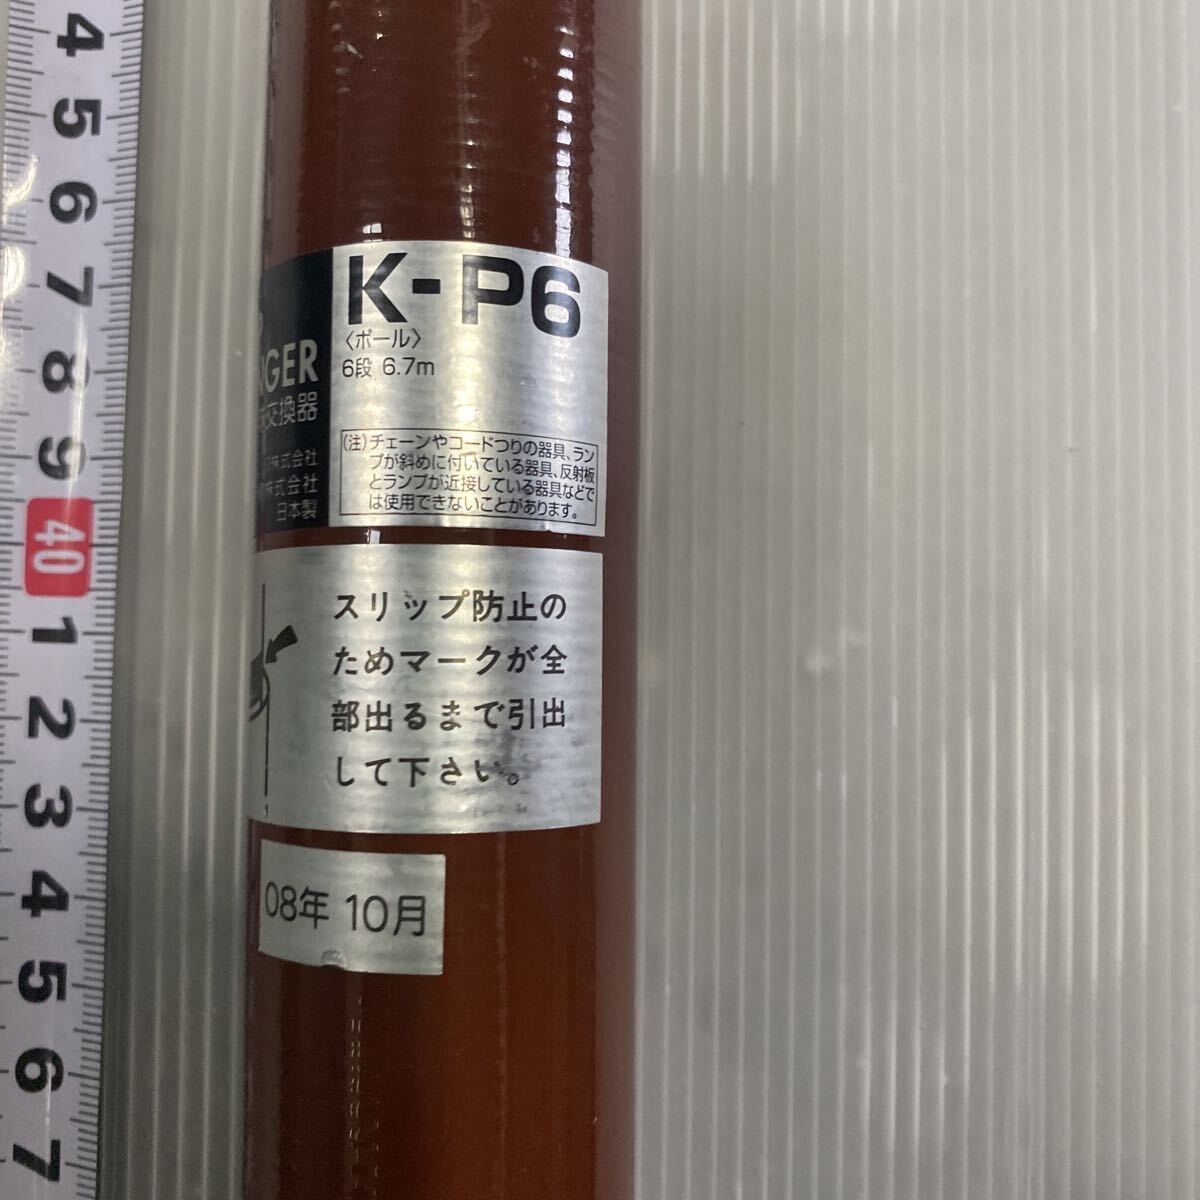 4
5
6
7
8
9
40
1
2
3
4
5
6
7
K-P6
〈ポール〉
6段 6.7m
(注)チェーンやコードつりの器具、ラン
プが斜めに付いている器具、反射板
とランプが近接している器具などで
は使用できないことがあります。
NGER
交換器
株式会社
株式会社
日本製
スリップ防止の
ためマークが全
部出るまで引出
して下さい。
08年 10月